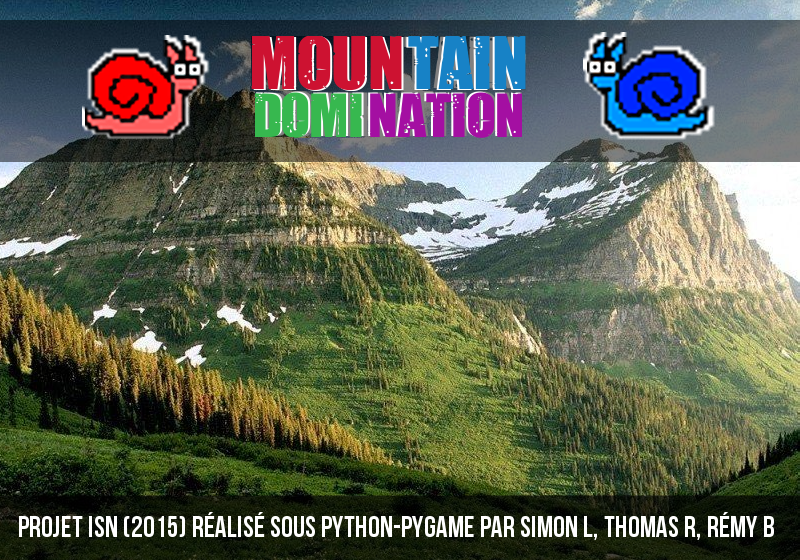 MOUNTAIN
DOMINATION
PROJET ISN (2015) RÉALISÉ SOUS PYTHON-PYGAME PAR SIMON L, THOMAS R, RÉMY B